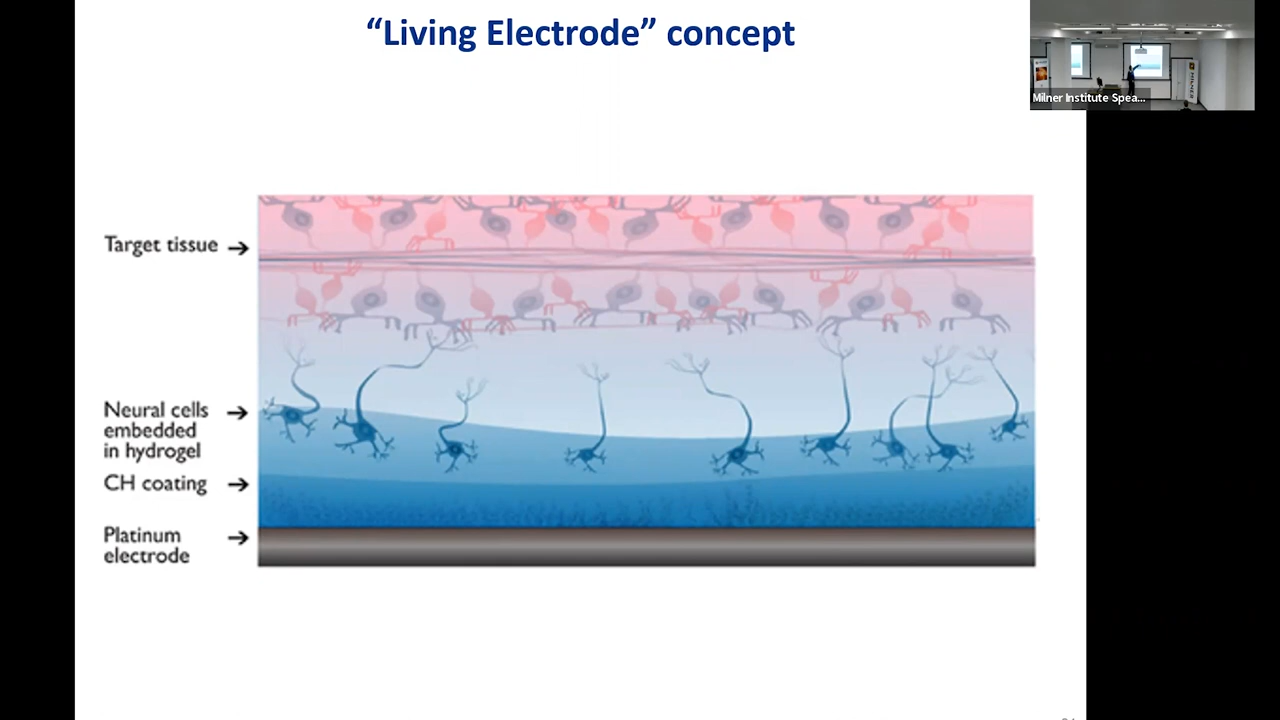 “Living Electrode” concept
Milner Institute Spea...
Target tissue
Neural cells
embedded
in hydrogel
CH coating
Platinum
electrode